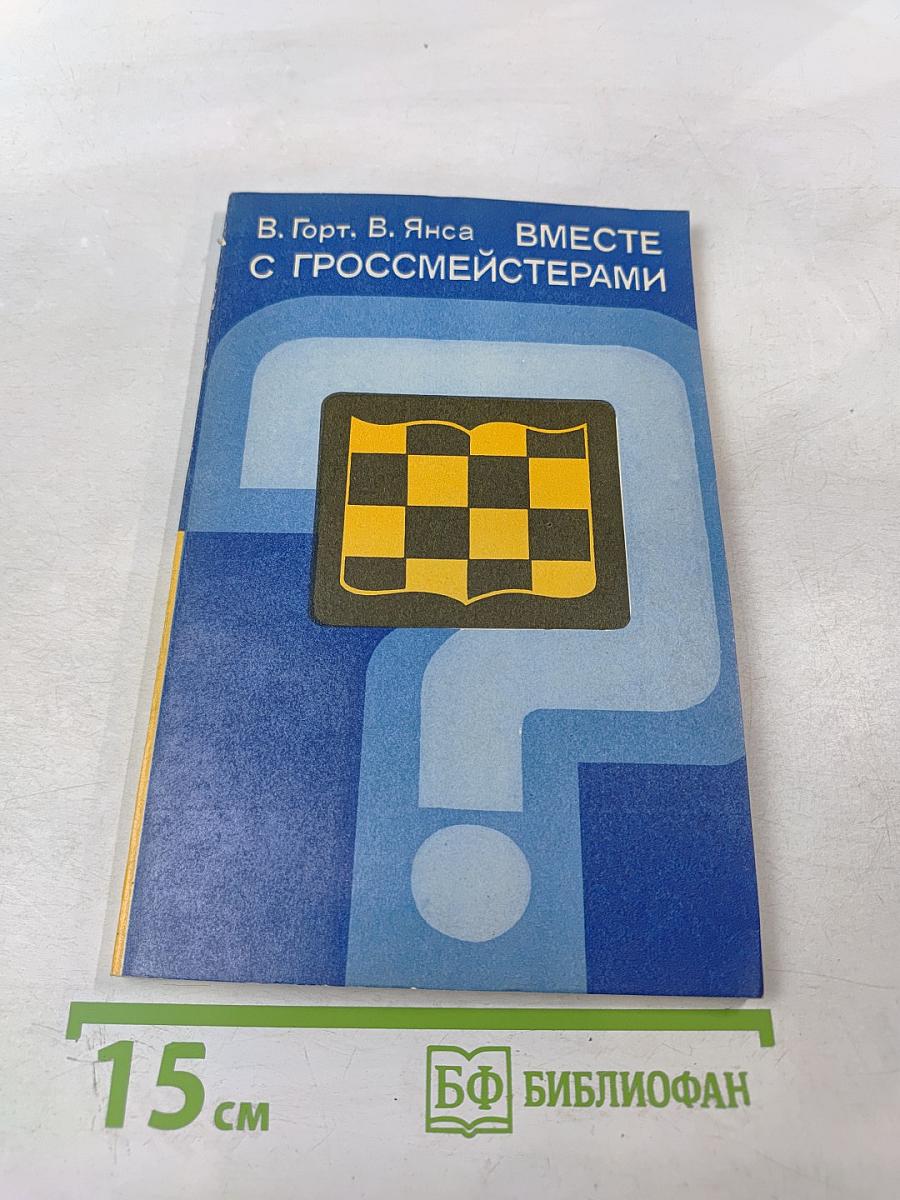 В. Горт. В. Янса ВМЕСТЕ
С ГРОССМЕЙСТЕРАМИ
15 см
БФ БИБЛИОФАН